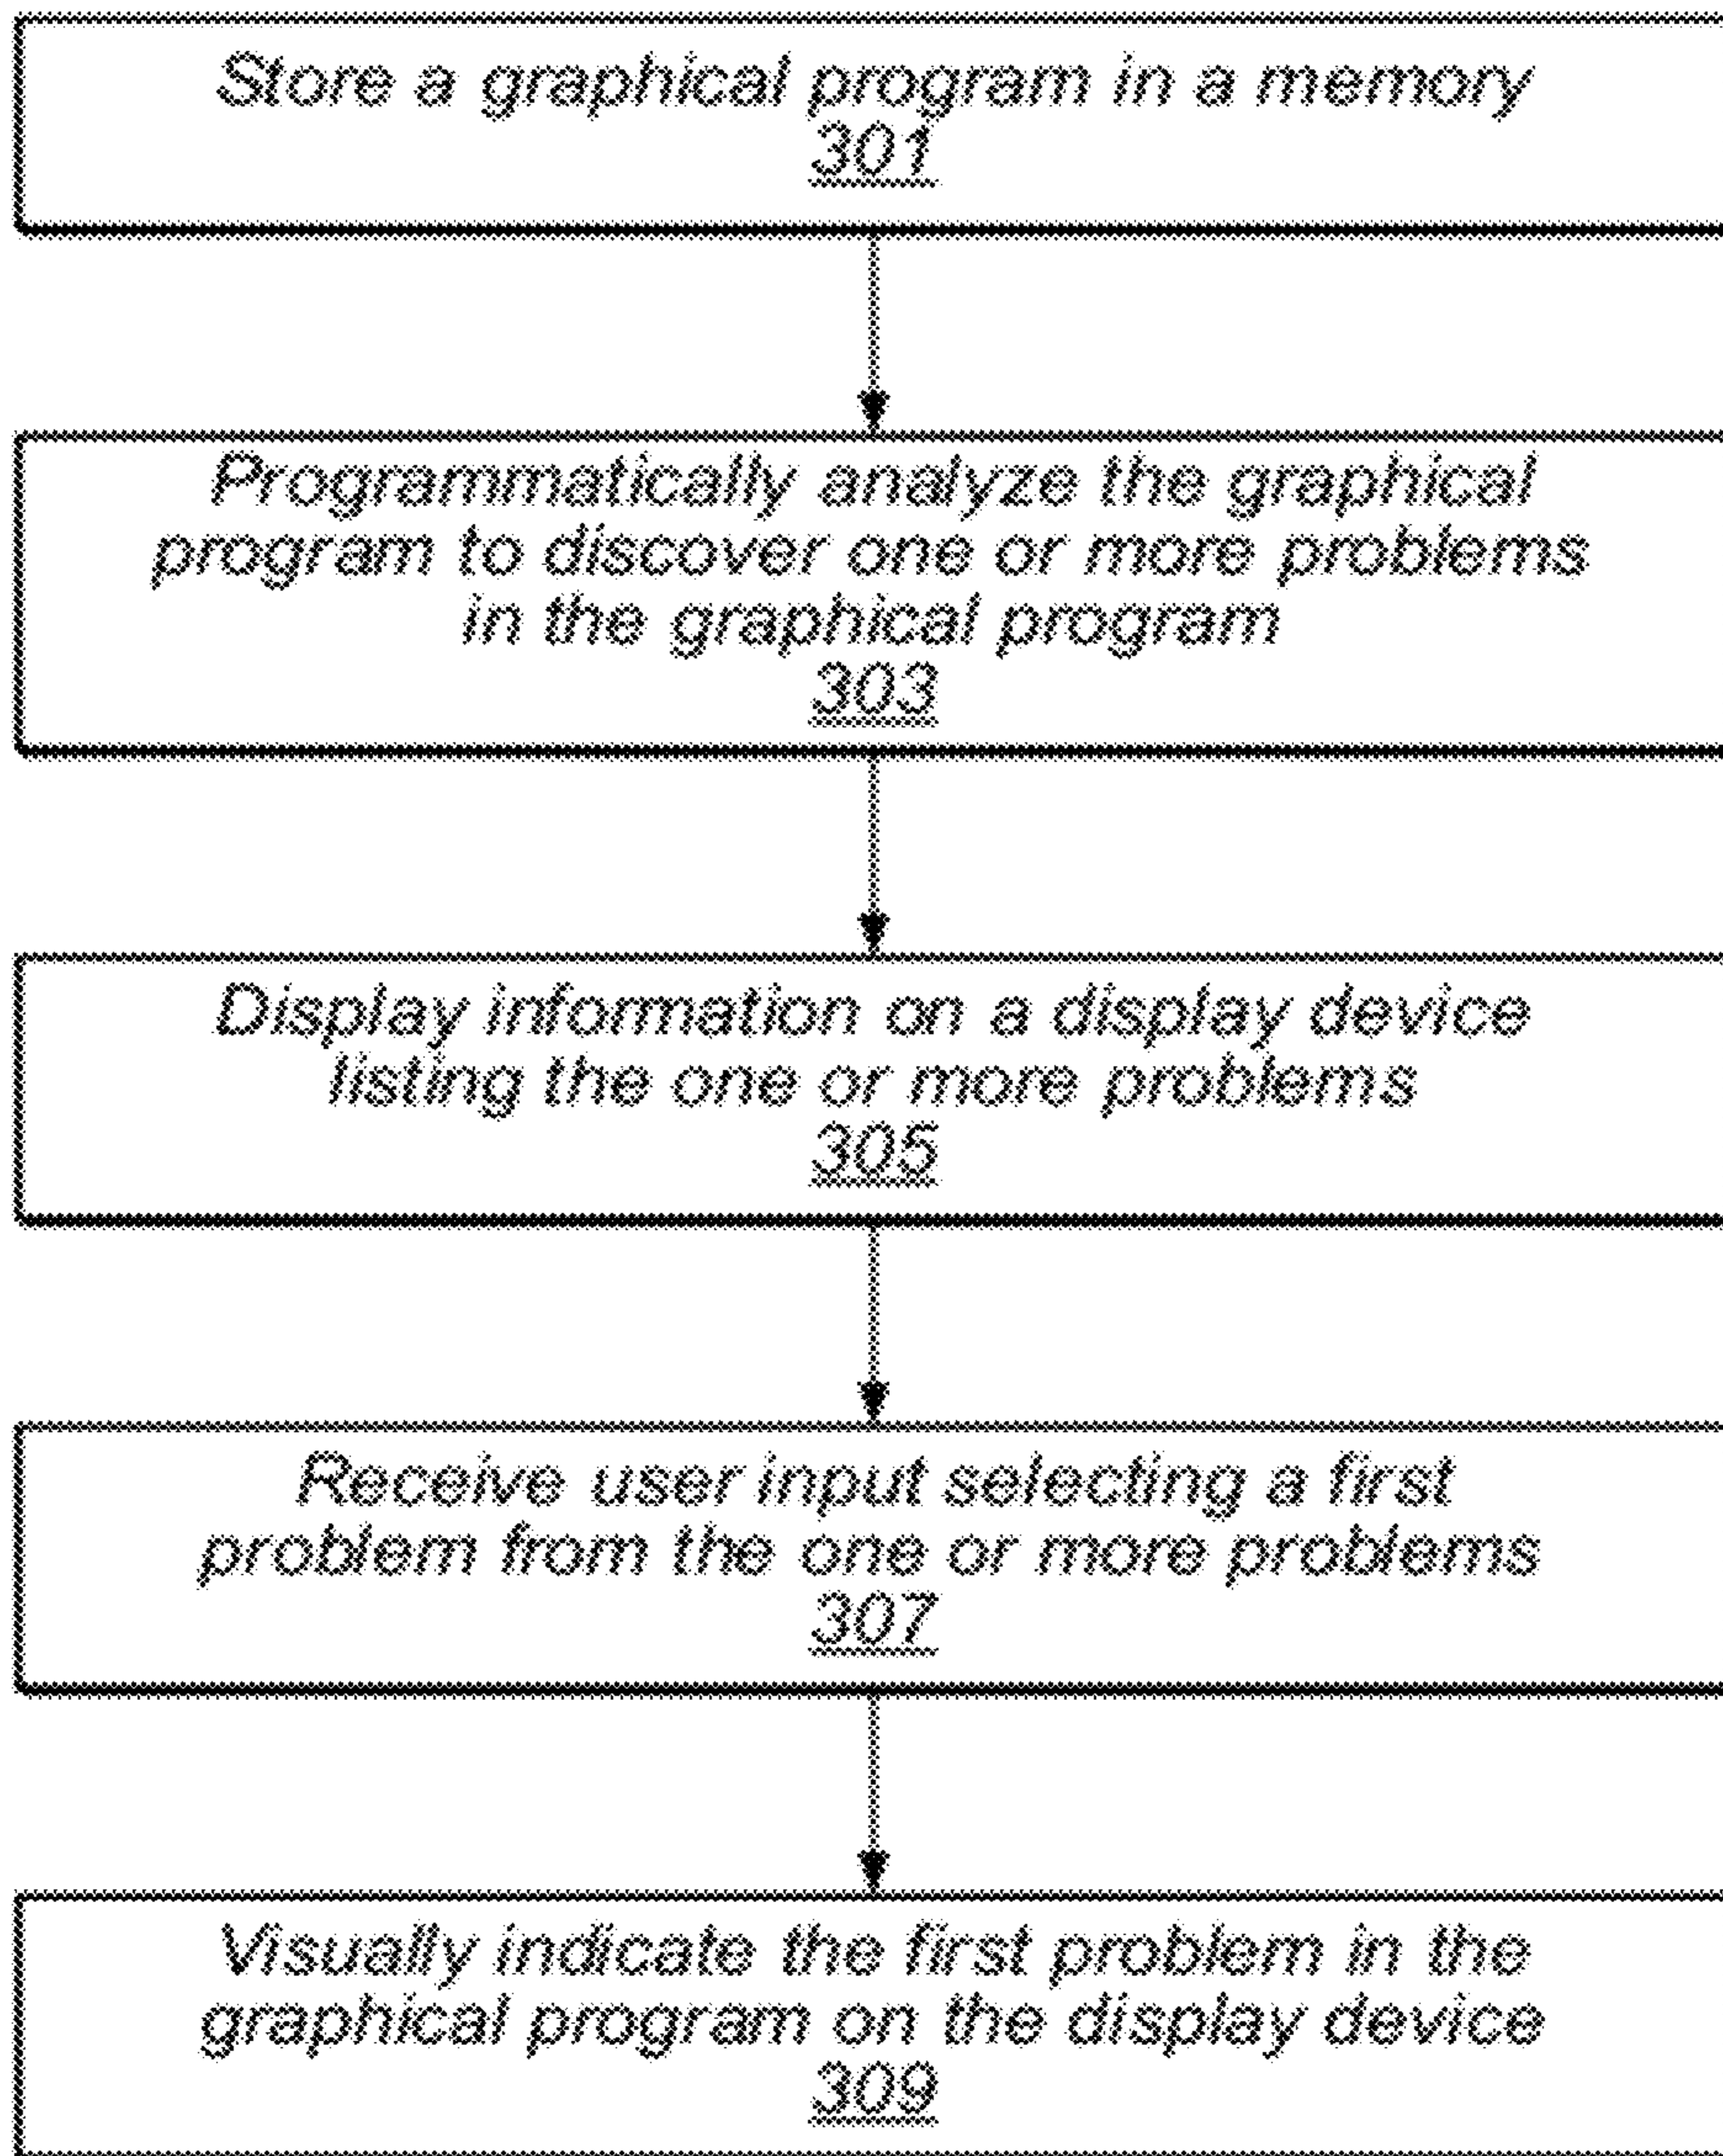 Store a graphical program in a memory
301
Programmatically analyze the graphical
program to discover one or more problems
in the graphical program
303
Display information on a display device
listing the one or more problems
305
Receive user input selecting a first
problem from the one or more problems
307
Visually indicate the first problem in the
graphical program on the display device
309